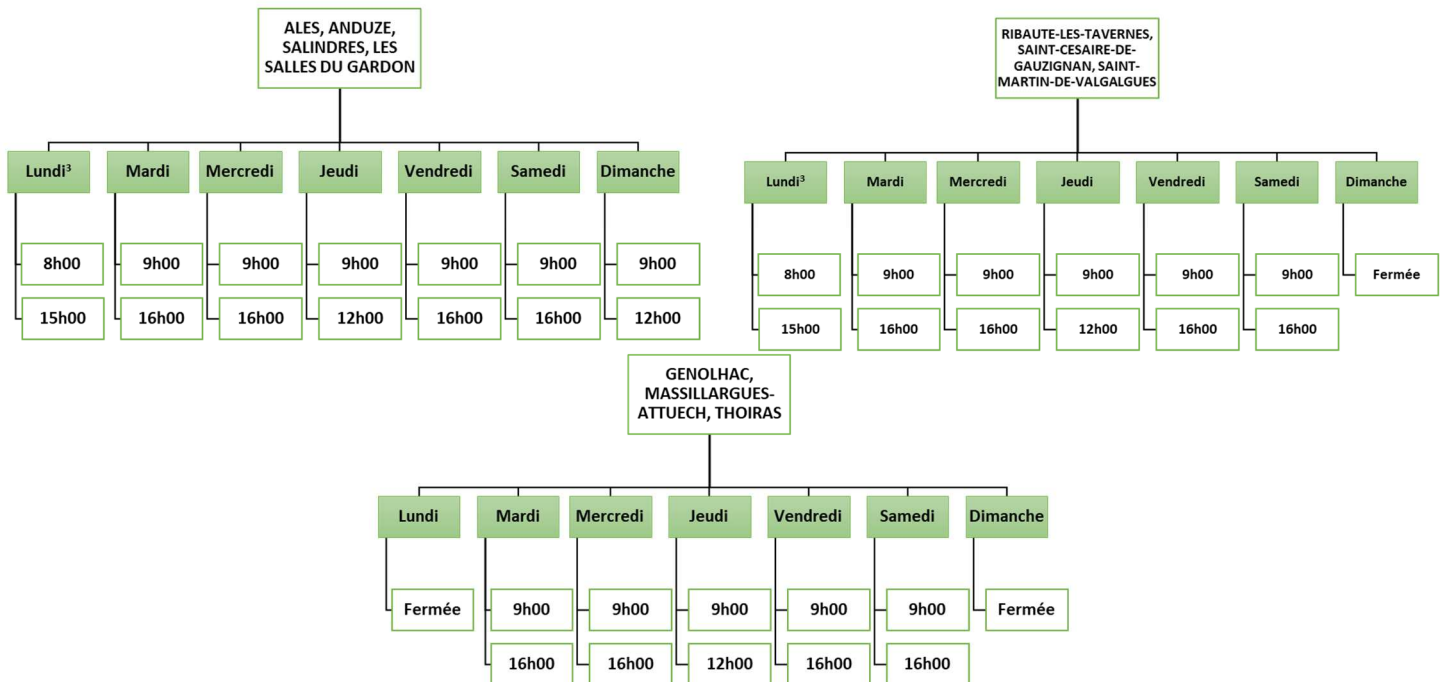 ALES, ANDUZE,
SALINDRES, LES
SALLES DU GARDON
Lundi³ Mardi Mercredi Jeudi Vendredi Samedi Dimanche
8h00 9h00 9h00 9h00 9h00 9h00 9h00
15h00 16h00 16h00 12h00 16h00 16h00 12h00
RIBAUTE-LES-TAVERNES,
SAINT-CESAIRE-DE-
GAUZIGNAN, SAINT-
MARTIN-DE-VALGALGUES
Lundi³ Mardi Mercredi Jeudi Vendredi Samedi Dimanche
8h00 9h00 9h00 9h00 9h00 9h00 Fermée
15h00 16h00 16h00 12h00 16h00 16h00
GENOLHAC,
MASSILLARGUES-
ATTUECH, THOIRAS
Lundi Mardi Mercredi Jeudi Vendredi Samedi Dimanche
Fermée 9h00 9h00 9h00 9h00 9h00 Fermée
16h00 16h00 12h00 16h00 16h00